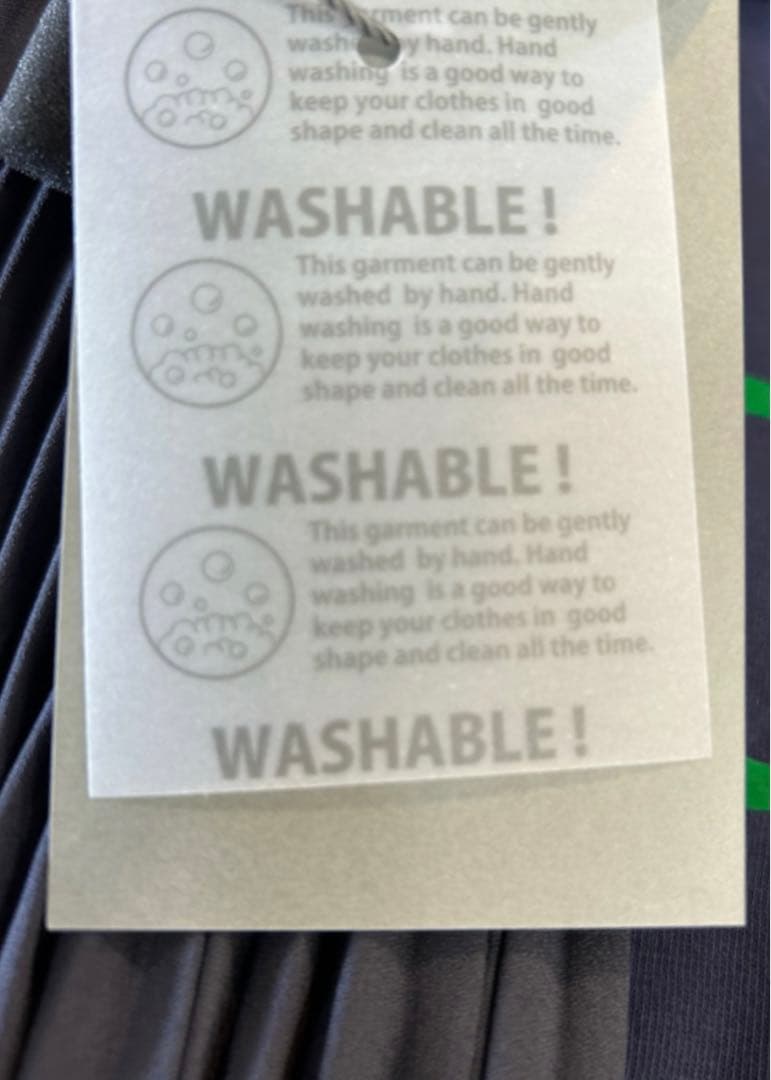 This garment can be gently
washed by hand. Hand
washing is a good way to
keep your clothes in good
shape and clean all the time.
WASHABLE!
This garment can be gently
washed by hand. Hand
washing is a good way to
keep your clothes in good
shape and clean all the time.
WASHABLE!
This garment can be gently
washed by hand. Hand
washing is a good way to
keep your clothes in good
shape and clean all the time.
WASHABLE!